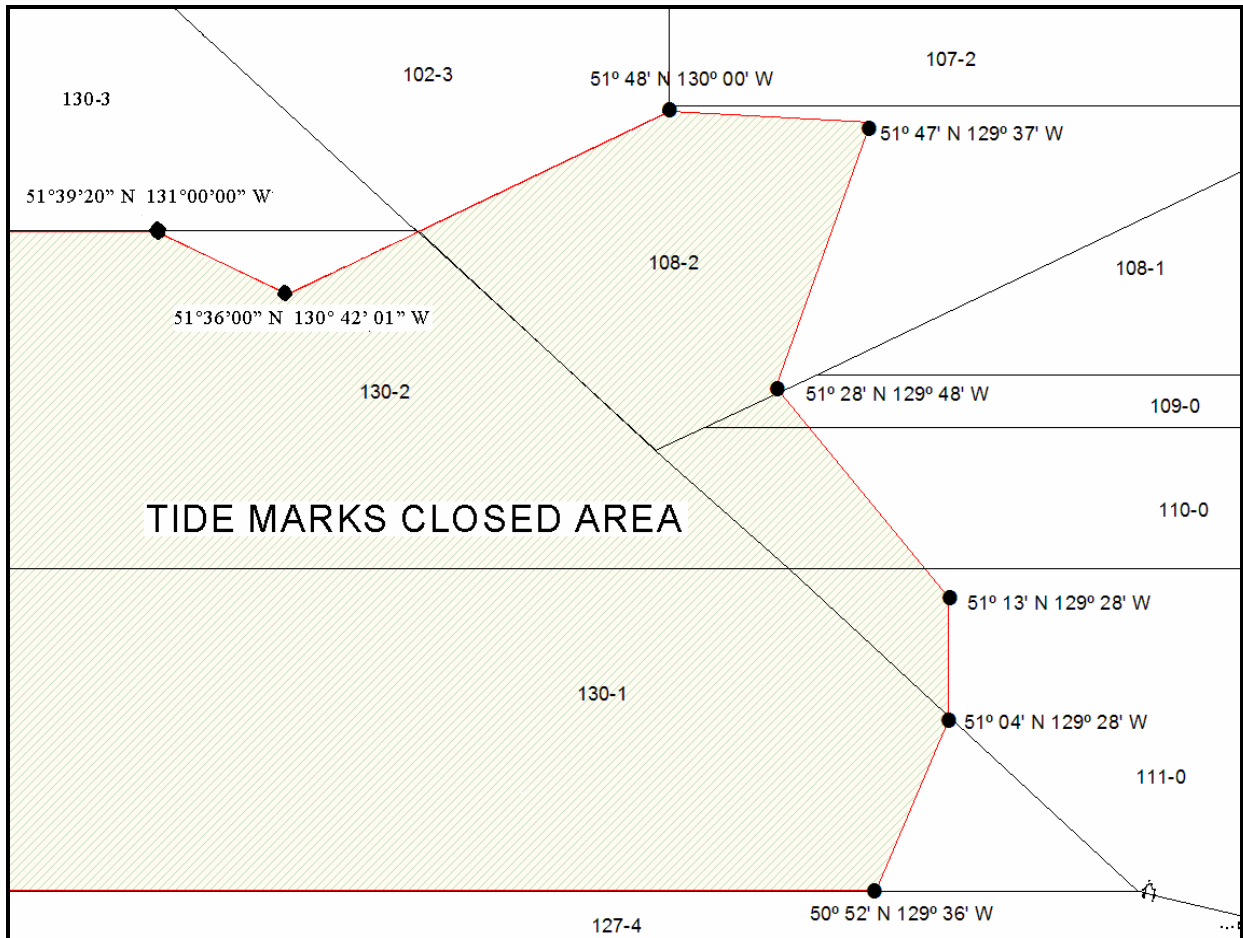 107-2
102-3
51º 48' N 130º 00' W
130-3
51º 47' N 129º 37' W
51°39'20” N 131°00’00” W
108-2
108-1
51°36’00” N 130° 42’ 01” W
130-2
51º 28' N 129º 48' W
109-0
110-0
TIDE MARKS CLOSED AREA
51º 13' N 129º 28' W
130-1
51º 04' N 129º 28' W
111-0
50º 52' N 129º 36' W
127-4